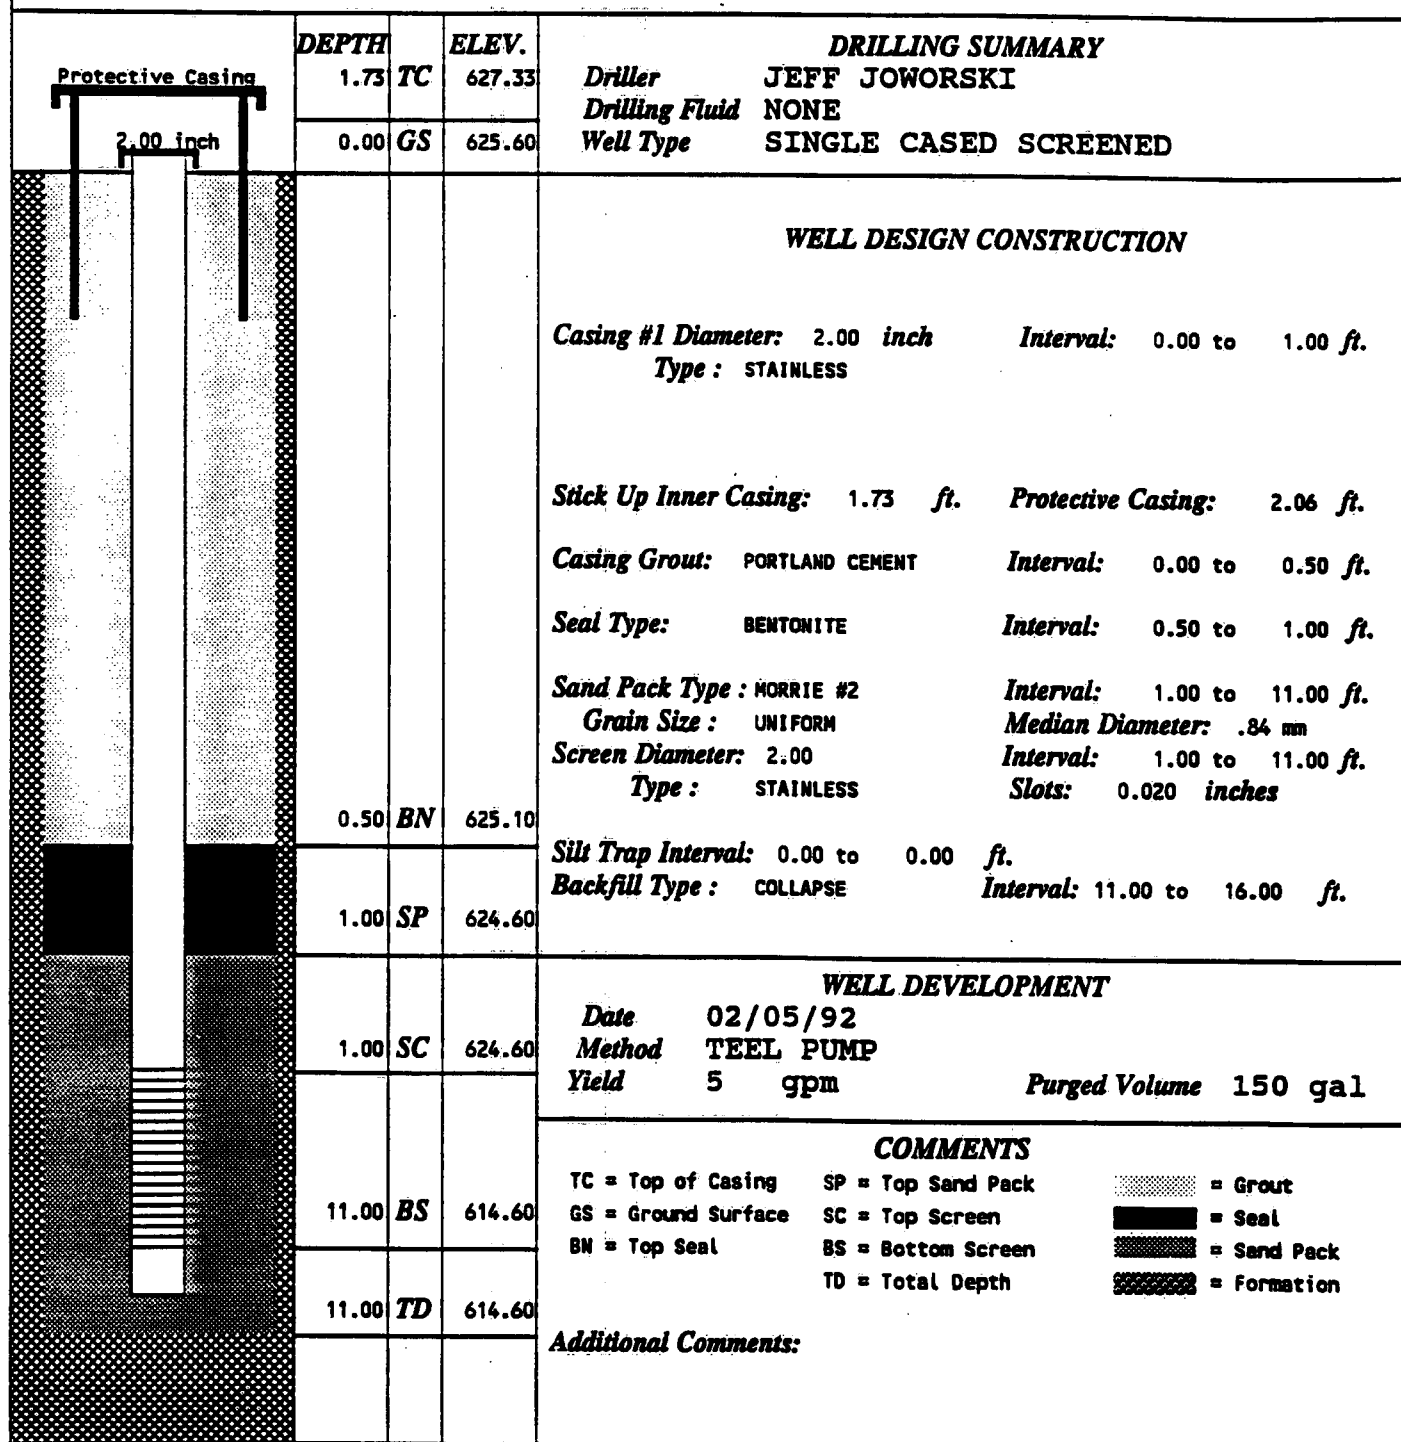 DEPTH ELEV. DRILLING SUMMARY
Protective Casing 1.73 TC 627.33 Driller JEFF JOWORSKI
Drilling Fluid NONE
2.00 inch 0.00 GS 625.60 Well Type SINGLE CASED SCREENED
WELL DESIGN CONSTRUCTION
Casing #1 Diameter: 2.00 inch Interval: 0.00 to 1.00 ft.
Type : STAINLESS
Stick Up Inner Casing: 1.73 ft. Protective Casing: 2.06 ft.
Casing Grout: PORTLAND CEMENT Interval: 0.00 to 0.50 ft.
Seal Type: BENTONITE Interval: 0.50 to 1.00 ft.
Sand Pack Type : MORRIE #2 Interval: 1.00 to 11.00 ft.
Grain Size : UNIFORM Median Diameter: .84 mm
Screen Diameter: 2.00 Interval: 1.00 to 11.00 ft.
Type : STAINLESS Slots: 0.020 inches
0.50 BN 625.10
Silt Trap Interval: 0.00 to 0.00 ft.
Backfill Type : COLLAPSE Interval: 11.00 to 16.00 ft.
1.00 SP 624.60
WELL DEVELOPMENT
Date 02/05/92
1.00 SC 624.60 Method TEEL PUMP
Yield 5 gpm Purged Volume 150 gal
COMMENTS
TC = Top of Casing SP = Top Sand Pack = Grout
11.00 BS 614.60 GS = Ground Surface SC = Top Screen = Seal
BN = Top Seal BS = Bottom Screen = Sand Pack
TD = Total Depth = Formation
11.00 TD 614.60
Additional Comments: